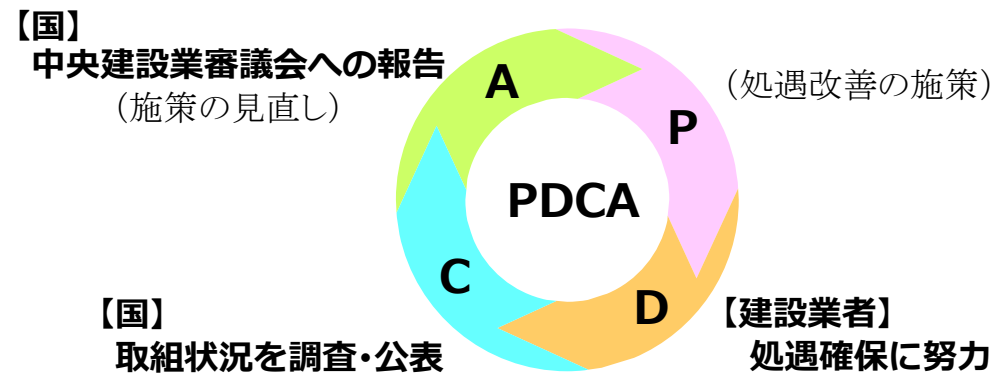 【国】
中央建設業審議会への報告
（施策の見直し）
A
P
（処遇改善の施策）
PDCA
C
D
【国】
取組状況を調査・公表
【建設業者】
処遇確保に努力